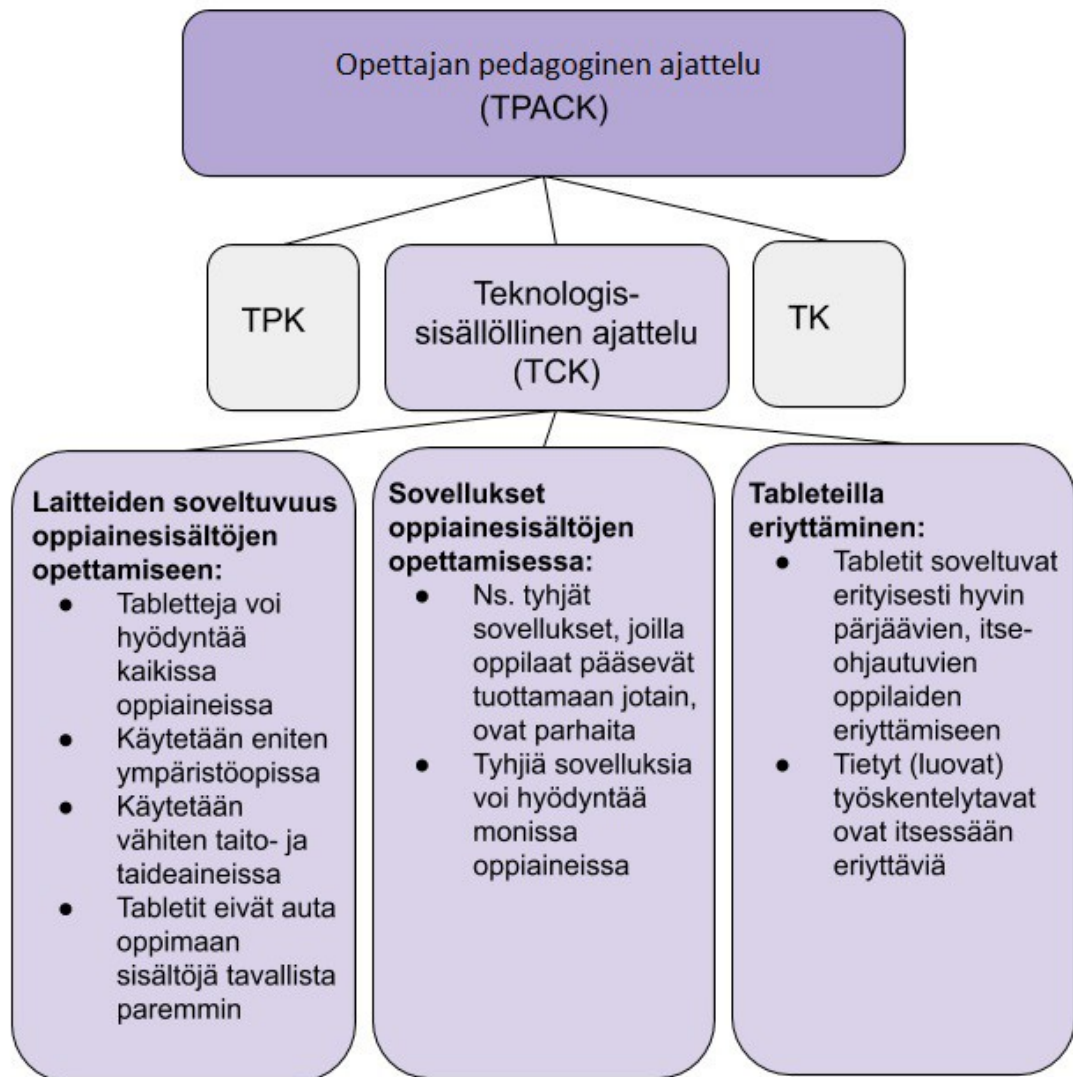 Opettajan pedagoginen ajattelu
(TPACK)
TPK
Teknologis-
sisällöllinen ajattelu
(TCK)
TK
Laitteiden soveltuvuus
oppiainesisältöjen
opettamiseen:
● Tabletteja voi
hyödyntää
kaikissa
oppiaineissa
● Käytetään eniten
ympäristöopissa
● Käytetään
vähiten taito- ja
taideaineissa
● Tabletit eivät auta
oppimaan
sisältöjä tavallista
paremmin
Sovellukset
oppiainesisältöjen
opettamisessa:
● Ns. tyhjät
sovellukset, joilla
oppilaat pääsevät
tuottamaan jotain,
ovat parhaita
● Tyhjiä sovelluksia
voi hyödyntää
monissa
oppiaineissa
Tableteilla
eriyttäminen:
● Tabletit soveltuvat
erityisesti hyvin
pärjäävien, itse-
ohjautuvien
oppilaiden
eriyttämiseen
● Tietyt (luovat)
työskentelytavat
ovat itsessään
eriyttäviä